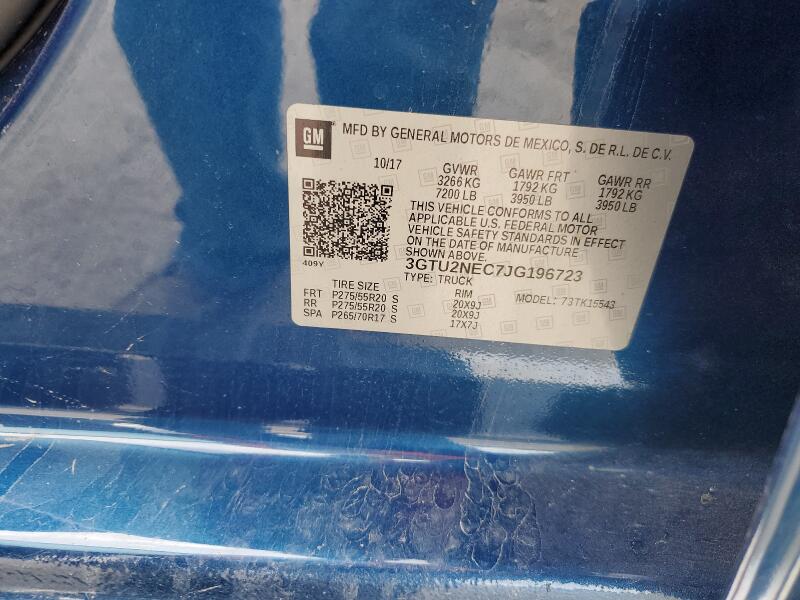 GM MFD BY GENERAL MOTORS DE MEXICO, S. DE R.L. DE C.V.
10/17 GVWR GAWR FRT GAWR RR
3266 KG 1792 KG 1792 KG
7200 LB 3950 LB 3950 LB
THIS VEHICLE CONFORMS TO ALL
APPLICABLE U.S. FEDERAL MOTOR
VEHICLE SAFETY STANDARDS IN EFFECT
ON THE DATE OF MANUFACTURE
SHOWN ABOVE.
409Y 3GTU2NEC7JG196723
TYPE: TRUCK
TIRE SIZE RIM MODEL: 73TK15543
FRT P275/55R20 S 20X9J
RR P275/55R20 S 20X9J
SPA P265/70R17 S 17X7J